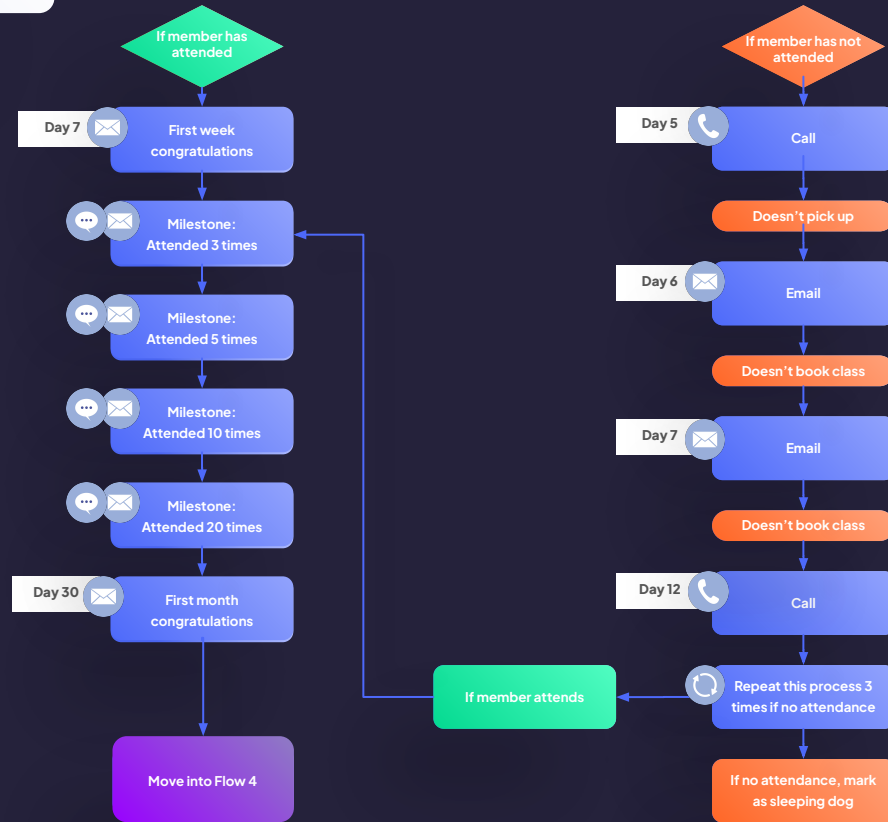 If member has
attended
Day 7
First week
congratulations
Milestone:
Attended 3 times
Milestone:
Attended 5 times
Milestone:
Attended 10 times
Milestone:
Attended 20 times
Day 30
First month
congratulations
Move into Flow 4
If member attends
If member has not
attended
Day 5
Call
Doesn't pick up
Day 6
Email
Doesn't book class
Day 7
Email
Doesn't book class
Day 12
Call
Repeat this process 3
times if no attendance
If no attendance, mark
as sleeping dog